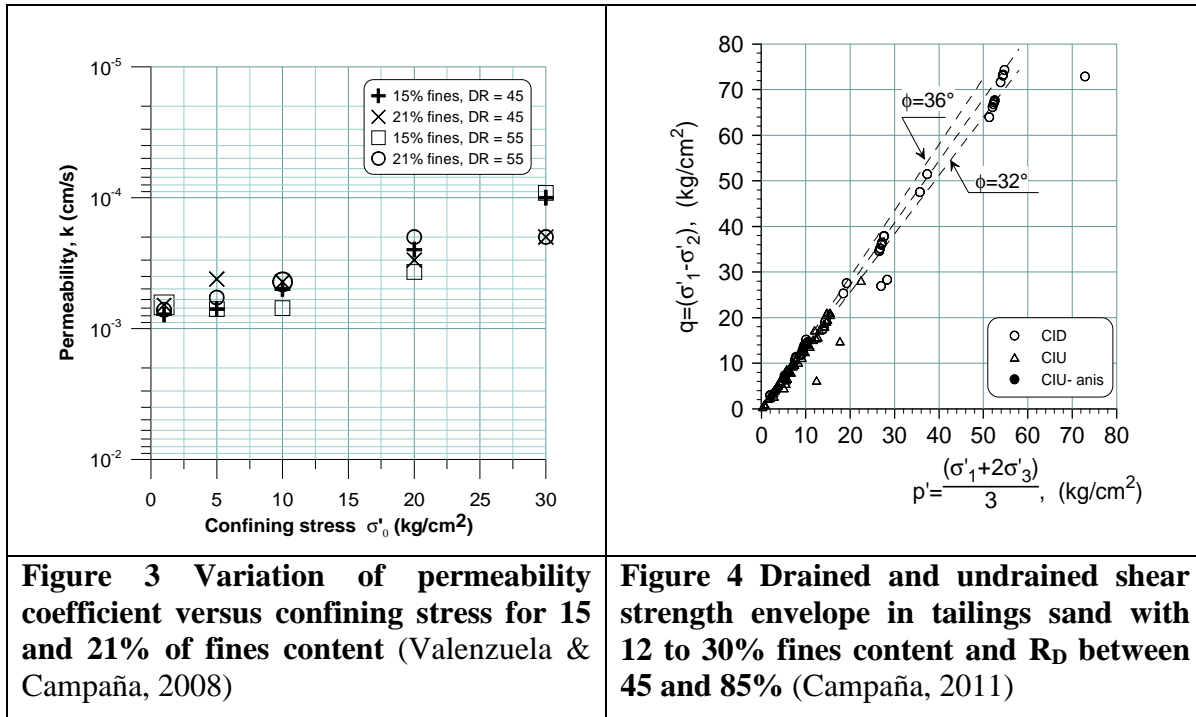 10-5
10-4
10-3
10-2
Permeability, k (cm/s)
15% fines, DR = 45
21% fines, DR = 45
15% fines, DR = 55
21% fines, DR = 55
0 5 10 15 20 25 30
Confining stress σ'0 (kg/cm2)
80
70
60
50
40
30
20
10
0
q=(σ'1-σ'2), (kg/cm2)
ϕ=36°
ϕ=32°
CID
CIU
CIU- anis
0 10 20 30 40 50 60 70 80
p'=(σ'1+2σ'3)/3, (kg/cm2)
Figure 3 Variation of permeability
coefficient versus confining stress for 15
and 21% of fines content (Valenzuela &
Campaña, 2008)
Figure 4 Drained and undrained shear
strength envelope in tailings sand with
12 to 30% fines content and RD between
45 and 85% (Campaña, 2011)